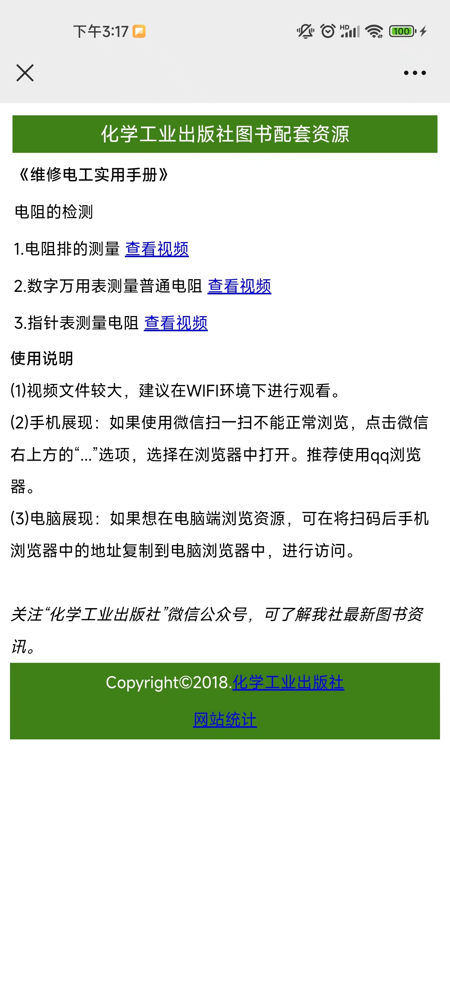 下午3:17
HD
100
化学工业出版社图书配套资源
《维修电工实用手册》
电阻的检测
1.电阻排的测量 查看视频
2.数字万用表测量普通电阻 查看视频
3.指针表测量电阻 查看视频
使用说明
(1)视频文件较大，建议在WIFI环境下进行观看。
(2)手机展现：如果使用微信扫一扫不能正常浏览，点击微信
右上方的“...”选项，选择在浏览器中打开。推荐使用qq浏览
器。
(3)电脑展现：如果想在电脑端浏览资源，可在将扫码后手机
浏览器中的地址复制到电脑浏览器中，进行访问。
关注“化学工业出版社”微信公众号，可了解我社最新图书资
讯。
Copyright©2018.化学工业出版社
网站统计